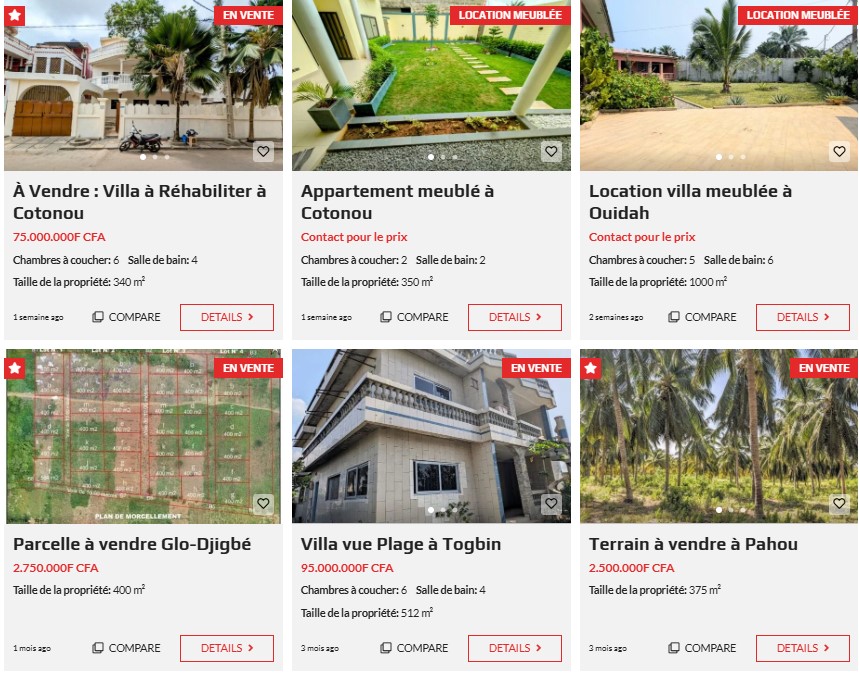 EN VENTE
LOCATION MEUBLÉE
LOCATION MEUBLÉE
À Vendre : Villa à Réhabiliter à
Cotonou
75.000.000F CFA
Chambres à coucher: 6 Salle de bain: 4
Taille de la propriété: 340 m²
1 semaine ago COMPARE DETAILS
Appartement meublé à
Cotonou
Contact pour le prix
Chambres à coucher: 2 Salle de bain: 2
Taille de la propriété: 350 m²
1 semaine ago COMPARE DETAILS
Location villa meublée à
Ouidah
Contact pour le prix
Chambres à coucher: 5 Salle de bain: 6
Taille de la propriété: 1000 m²
2 semaines ago COMPARE DETAILS
EN VENTE
PLAN DE MORCELLEMENT
Parcelle à vendre Glo-Djigbé
2.750.000F CFA
Taille de la propriété: 400 m²
1 mois ago COMPARE DETAILS
EN VENTE
Villa vue Plage à Togbin
95.000.000F CFA
Chambres à coucher: 6 Salle de bain: 4
Taille de la propriété: 512 m²
3 mois ago COMPARE DETAILS
EN VENTE
Terrain à vendre à Pahou
2.500.000F CFA
Taille de la propriété: 375 m²
3 mois ago COMPARE DETAILS